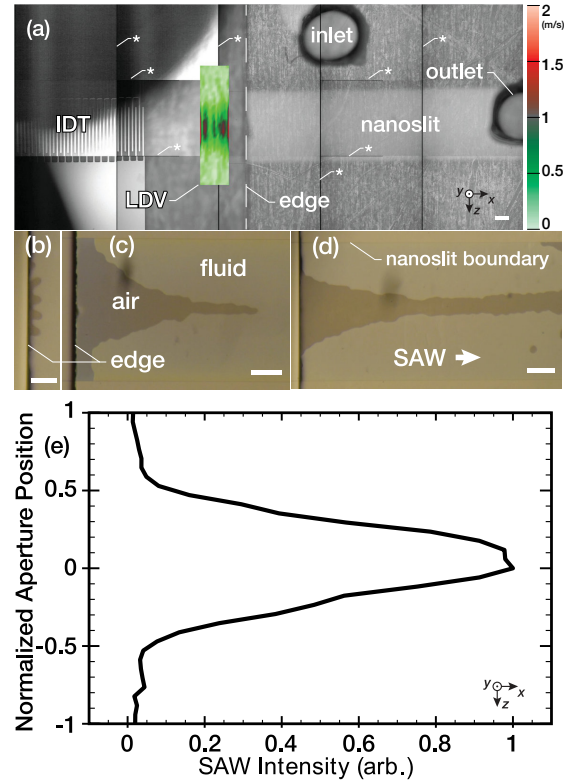 (a)
*
*
*
inlet
*
*
2
(m/s)
1.5
1
0.5
0
outlet
IDT
nanoslit
*
*
*
LDV
edge
y
x
z
(b)
(c)
(d)
nanoslit boundary
fluid
air
edge
SAW
(e)
Normalized Aperture Position
1
0.5
0
-0.5
-1
y
x
z
0
0.2
0.4
0.6
0.8
1
SAW Intensity (arb.)